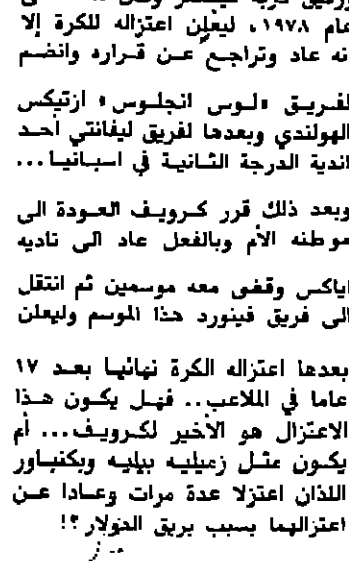 عام ١٩٧٨، ليعلن اعتزاله للكرة إلا
نه عاد وتراجع عن قرارد وانضم
لفريق «لوس انجلوس» ازتيكس
الهولندي وبعدها لفريق ليفانتي احد
اندية الدرجة الثانية في اسبانيا...
وبعد ذلك قرر كرويف العودة الى
موطنه الأم وبالفعل عاد الى ناديه
اياكس وقضى معه موسمين ثم انتقل
الى فريق فينورد هذا الموسم وليعلن
بعدها اعتزاله الكرة نهائيا بعد ١٧
عاما في الملاعب.. فهل يكون هذا
الاعتزال هو الأخير لكرويف... أم
يكون مثل زميليه بيليه وبكنباور
اللذان اعتزلا عدة مرات وعادا عن
اعتزالهما بسبب بريق الدولار؟!